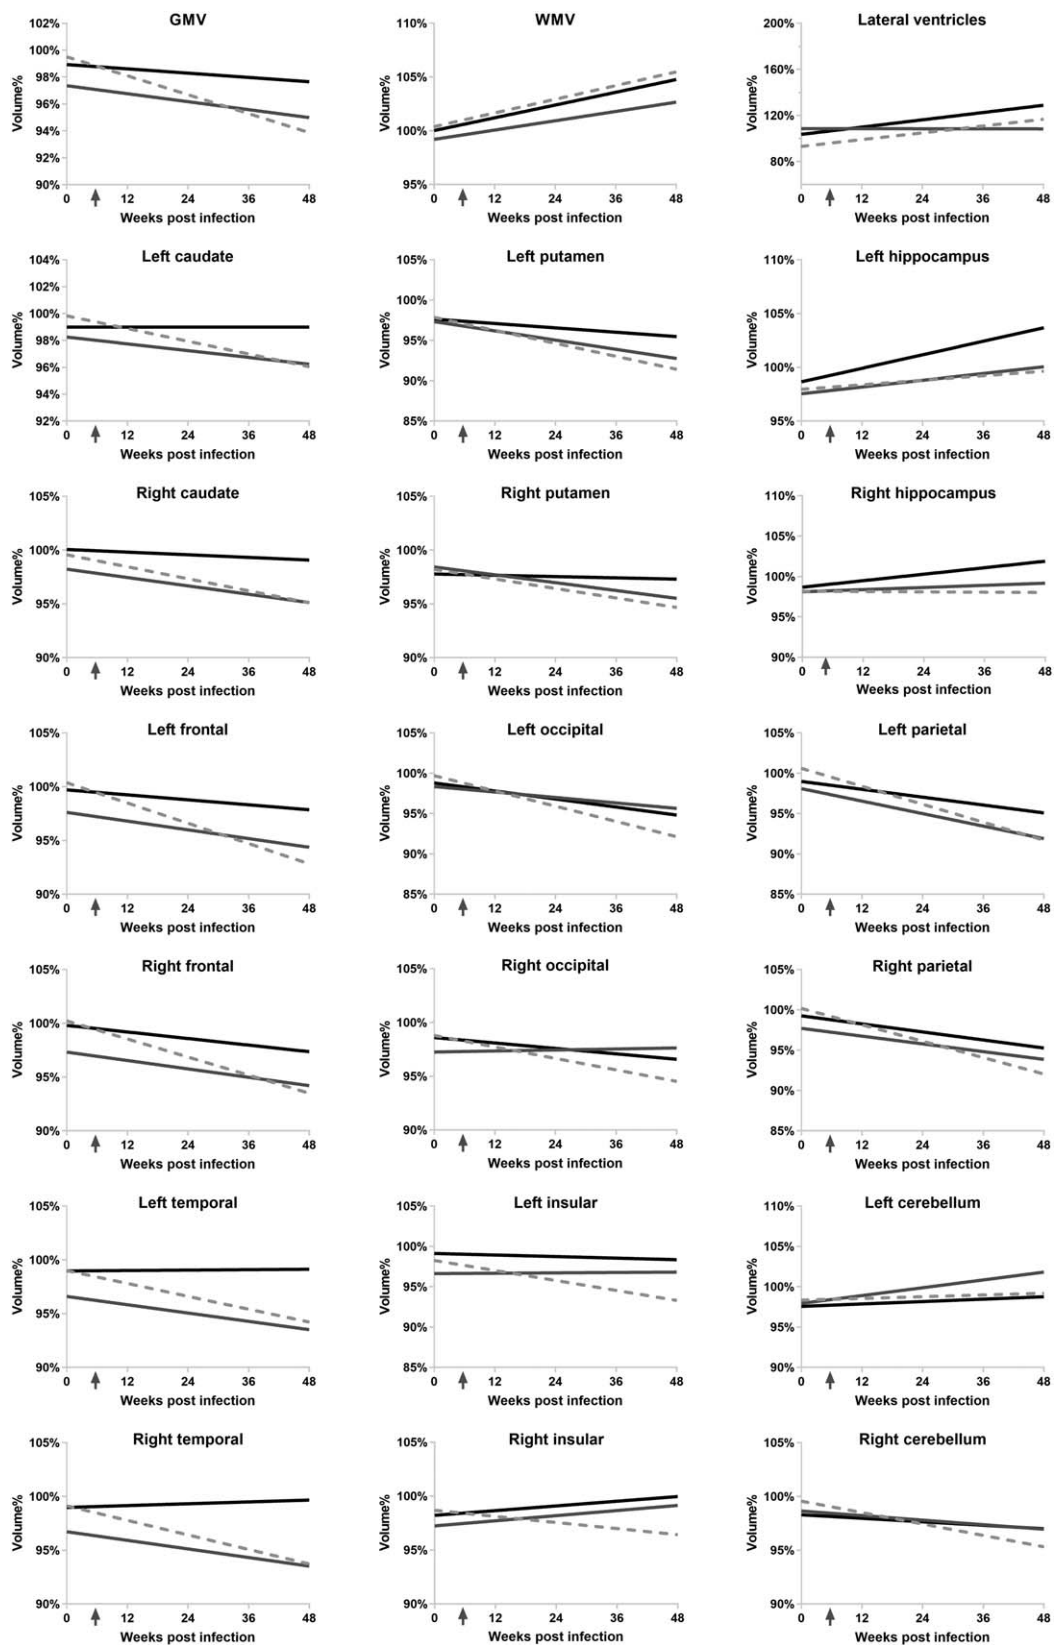 GMV
102%
100%
98%
96%
94%
92%
90%
Volume%
0 12 24 36 48
Weeks post infection
WMV
110%
105%
100%
95%
Volume%
0 12 24 36 48
Weeks post infection
Lateral ventricles
200%
160%
120%
80%
Volume%
0 12 24 36 48
Weeks post infection
Left caudate
104%
102%
100%
98%
96%
94%
92%
Volume%
0 12 24 36 48
Weeks post infection
Left putamen
105%
100%
95%
90%
85%
Volume%
0 12 24 36 48
Weeks post infection
Left hippocampus
110%
105%
100%
95%
Volume%
0 12 24 36 48
Weeks post infection
Right caudate
105%
100%
95%
90%
Volume%
0 12 24 36 48
Weeks post infection
Right putamen
105%
100%
95%
90%
Volume%
0 12 24 36 48
Weeks post infection
Right hippocampus
110%
105%
100%
95%
90%
Volume%
0 12 24 36 48
Weeks post infection
Left frontal
105%
100%
95%
90%
Volume%
0 12 24 36 48
Weeks post infection
Left occipital
105%
100%
95%
90%
85%
Volume%
0 12 24 36 48
Weeks post infection
Left parietal
105%
100%
95%
90%
85%
Volume%
0 12 24 36 48
Weeks post infection
Right frontal
105%
100%
95%
90%
Volume%
0 12 24 36 48
Weeks post infection
Right occipital
105%
100%
95%
90%
Volume%
0 12 24 36 48
Weeks post infection
Right parietal
105%
100%
95%
90%
85%
Volume%
0 12 24 36 48
Weeks post infection
Left temporal
105%
100%
95%
90%
Volume%
0 12 24 36 48
Weeks post infection
Left insular
105%
100%
95%
90%
85%
Volume%
0 12 24 36 48
Weeks post infection
Left cerebellum
110%
105%
100%
95%
90%
Volume%
0 12 24 36 48
Weeks post infection
Right temporal
105%
100%
95%
90%
Volume%
0 12 24 36 48
Weeks post infection
Right insular
105%
100%
95%
90%
Volume%
0 12 24 36 48
Weeks post infection
Right cerebellum
105%
100%
95%
90%
Volume%
0 12 24 36 48
Weeks post infection